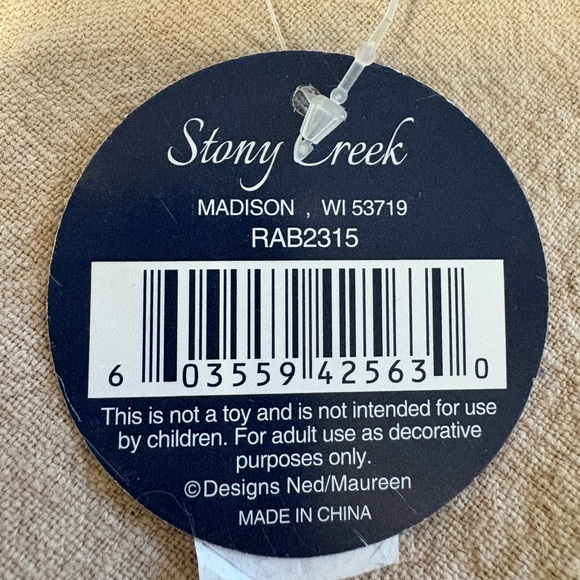 Stony Creek
MADISON , WI 53719
RAB2315
6 03559 42563 0
This is not a toy and is not intended for use
by children. For adult use as decorative
purposes only.
©Designs Ned/Maureen
MADE IN CHINA